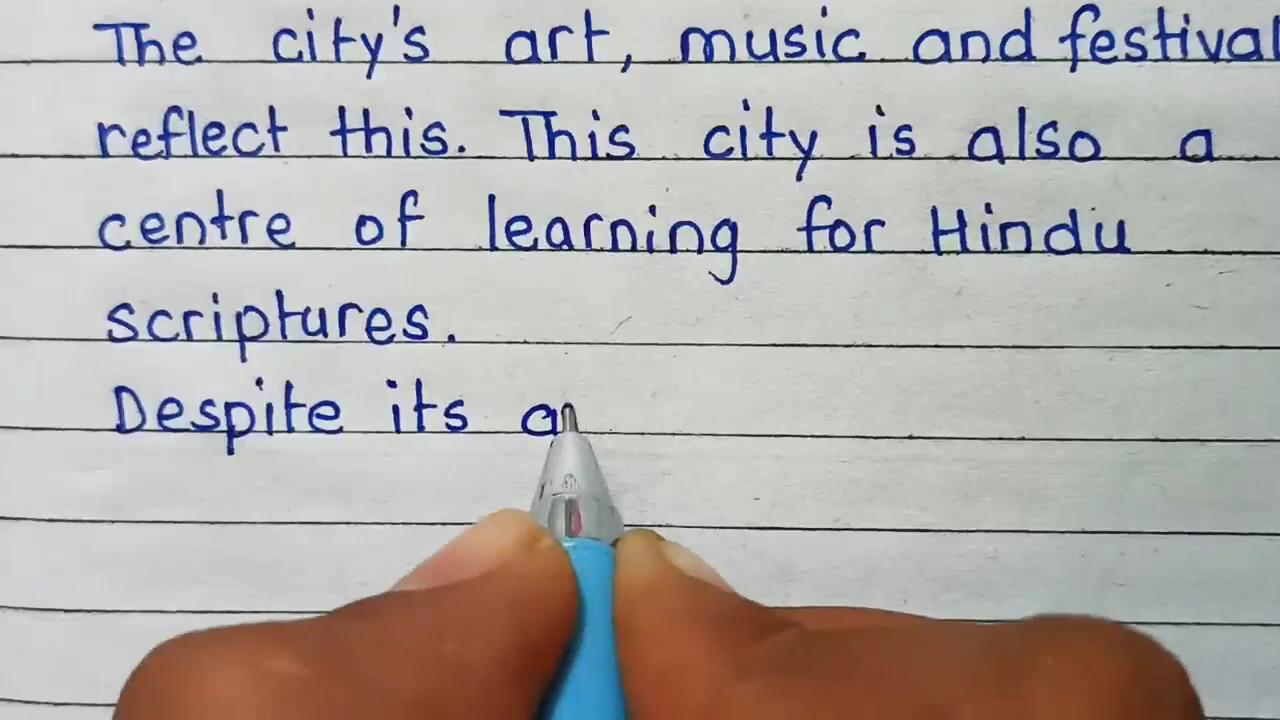 The city's art, music and festival
reflect this. This city is also a
centre of learning for Hindu
scriptures.
Despite its